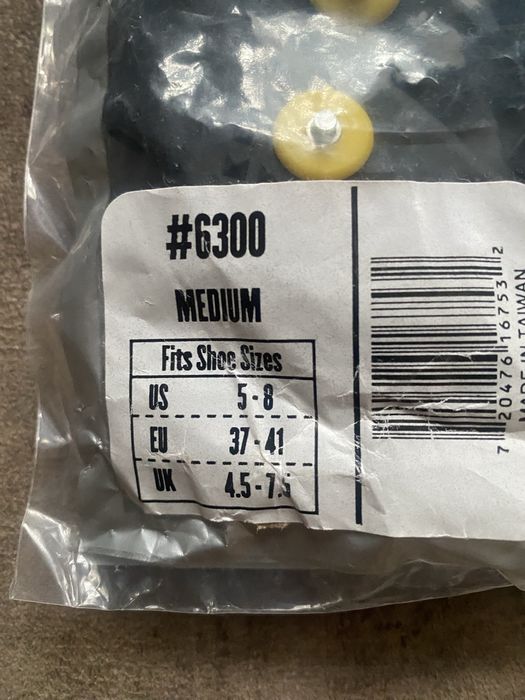 #6300
MEDIUM
Fits Shoe Sizes
US 5-8
EU 37-41
UK 4.5-7.5
7 20476 16753 2
MADE IN TAIWAN